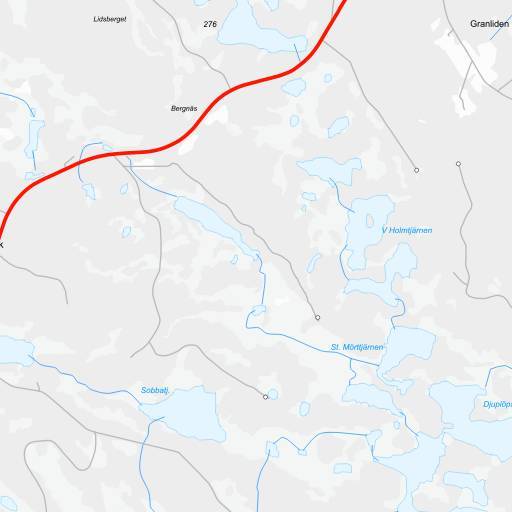 Lidsberget
276
Granliden
Bergnäs
V Holmtjärnen
k
St. Mörttjärnen
Sobbatj.